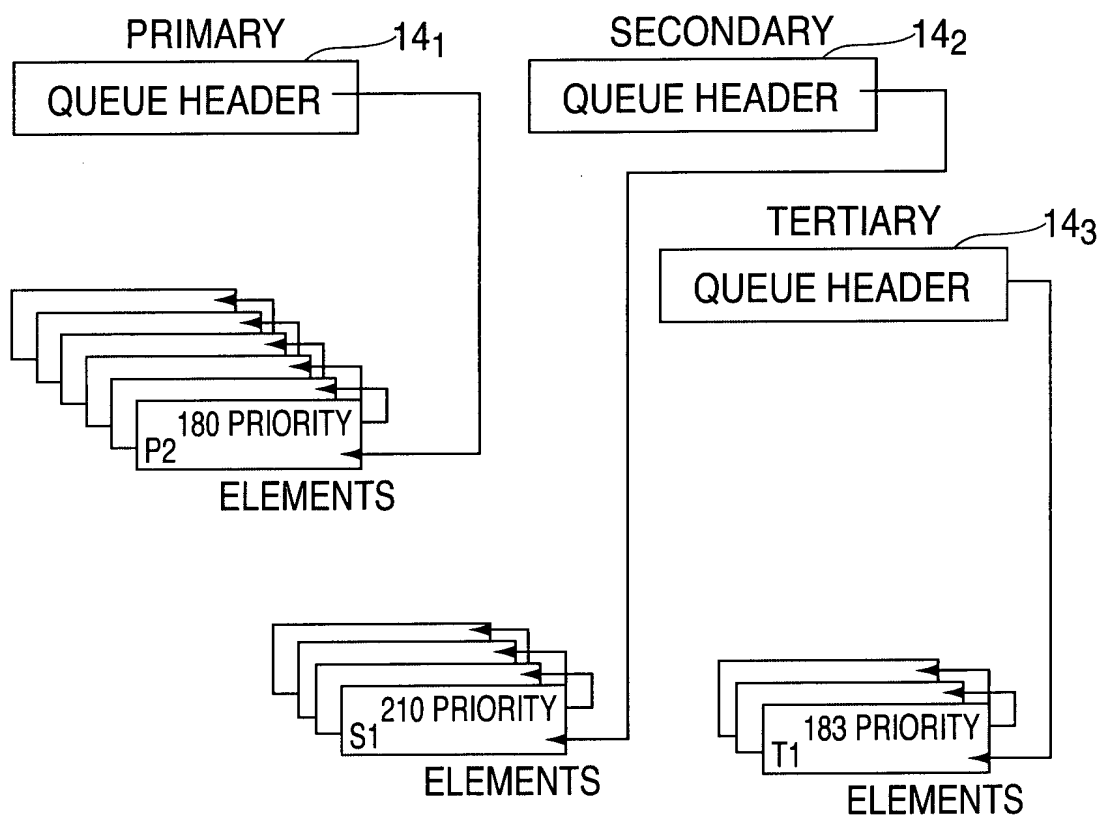 PRIMARY
14₁
QUEUE HEADER
SECONDARY
14₂
QUEUE HEADER
TERTIARY
14₃
QUEUE HEADER
180 PRIORITY
P2
ELEMENTS
210 PRIORITY
S1
ELEMENTS
183 PRIORITY
T1
ELEMENTS